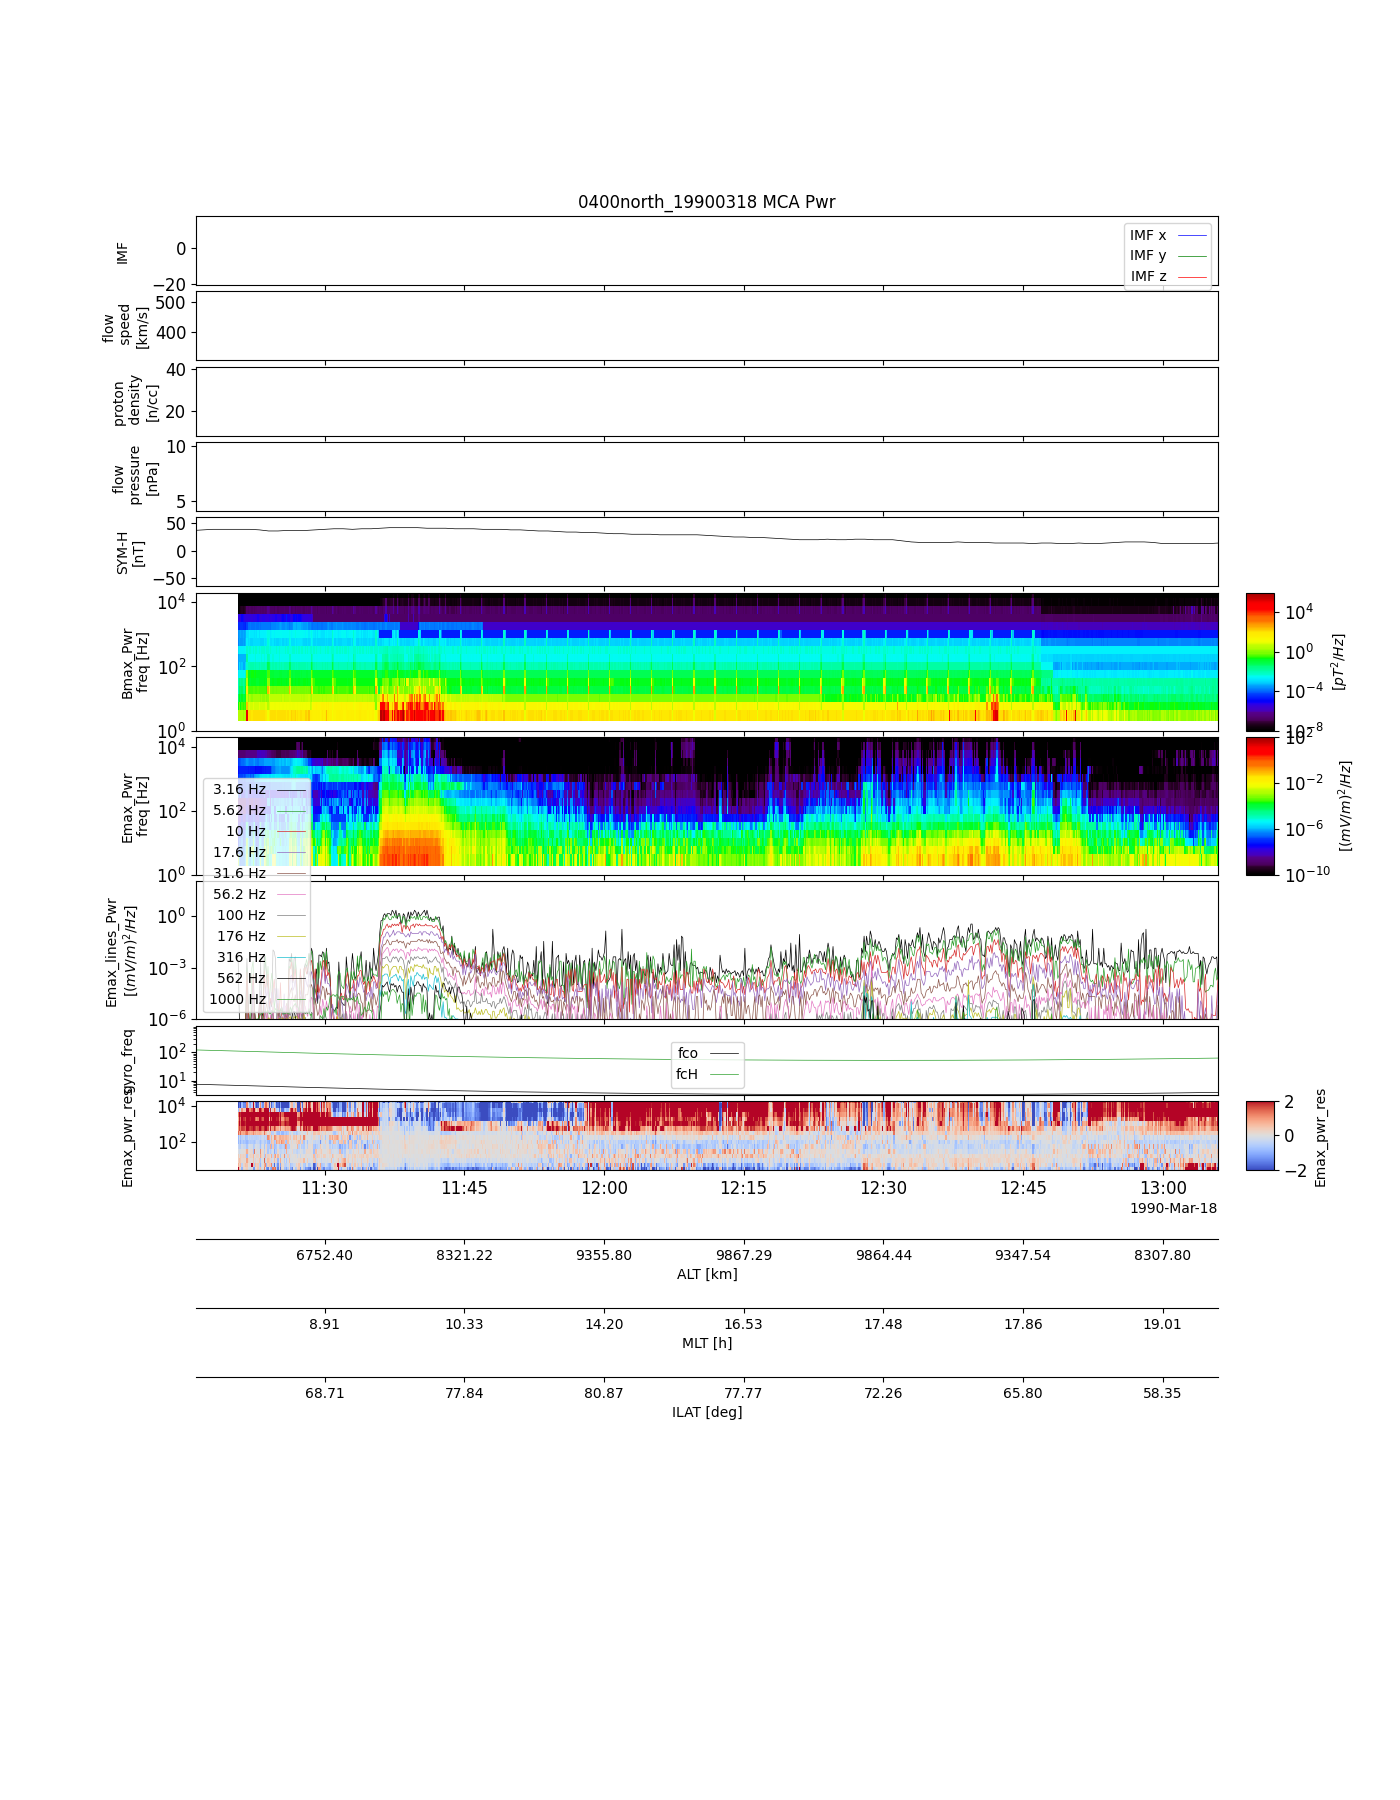 0400north_19900318 MCA Pwr
IMF
0
−20
IMF x
IMF y
IMF z
flow
speed
[km/s]
500
400
proton
density
[n/cc]
40
20
flow
pressure
[nPa]
10
5
SYM-H
[nT]
50
0
−50
Bmax_Pwr
freq [Hz]
10^4
10^2
10^0
10^4
10^0
10^−4
10^−8
[pT^2/Hz]
Emax_Pwr
freq [Hz]
10^4
10^2
10^0
10^2
10^−2
10^−6
10^−10
[(mV/m)^2/Hz]
3.16 Hz
5.62 Hz
10 Hz
17.6 Hz
31.6 Hz
56.2 Hz
100 Hz
176 Hz
316 Hz
562 Hz
1000 Hz
Emax_lines_Pwr
[(mV/m)^2/Hz]
10^0
10^−3
10^−6
gyro_freq
10^2
10^1
fco
fcH
Emax_pwr_res
10^4
10^2
2
0
−2
Emax_pwr_res
11:30 11:45 12:00 12:15 12:30 12:45 13:00
1990-Mar-18
6752.40 8321.22 9355.80 9867.29 9864.44 9347.54 8307.80
ALT [km]
8.91 10.33 14.20 16.53 17.48 17.86 19.01
MLT [h]
68.71 77.84 80.87 77.77 72.26 65.80 58.35
ILAT [deg]